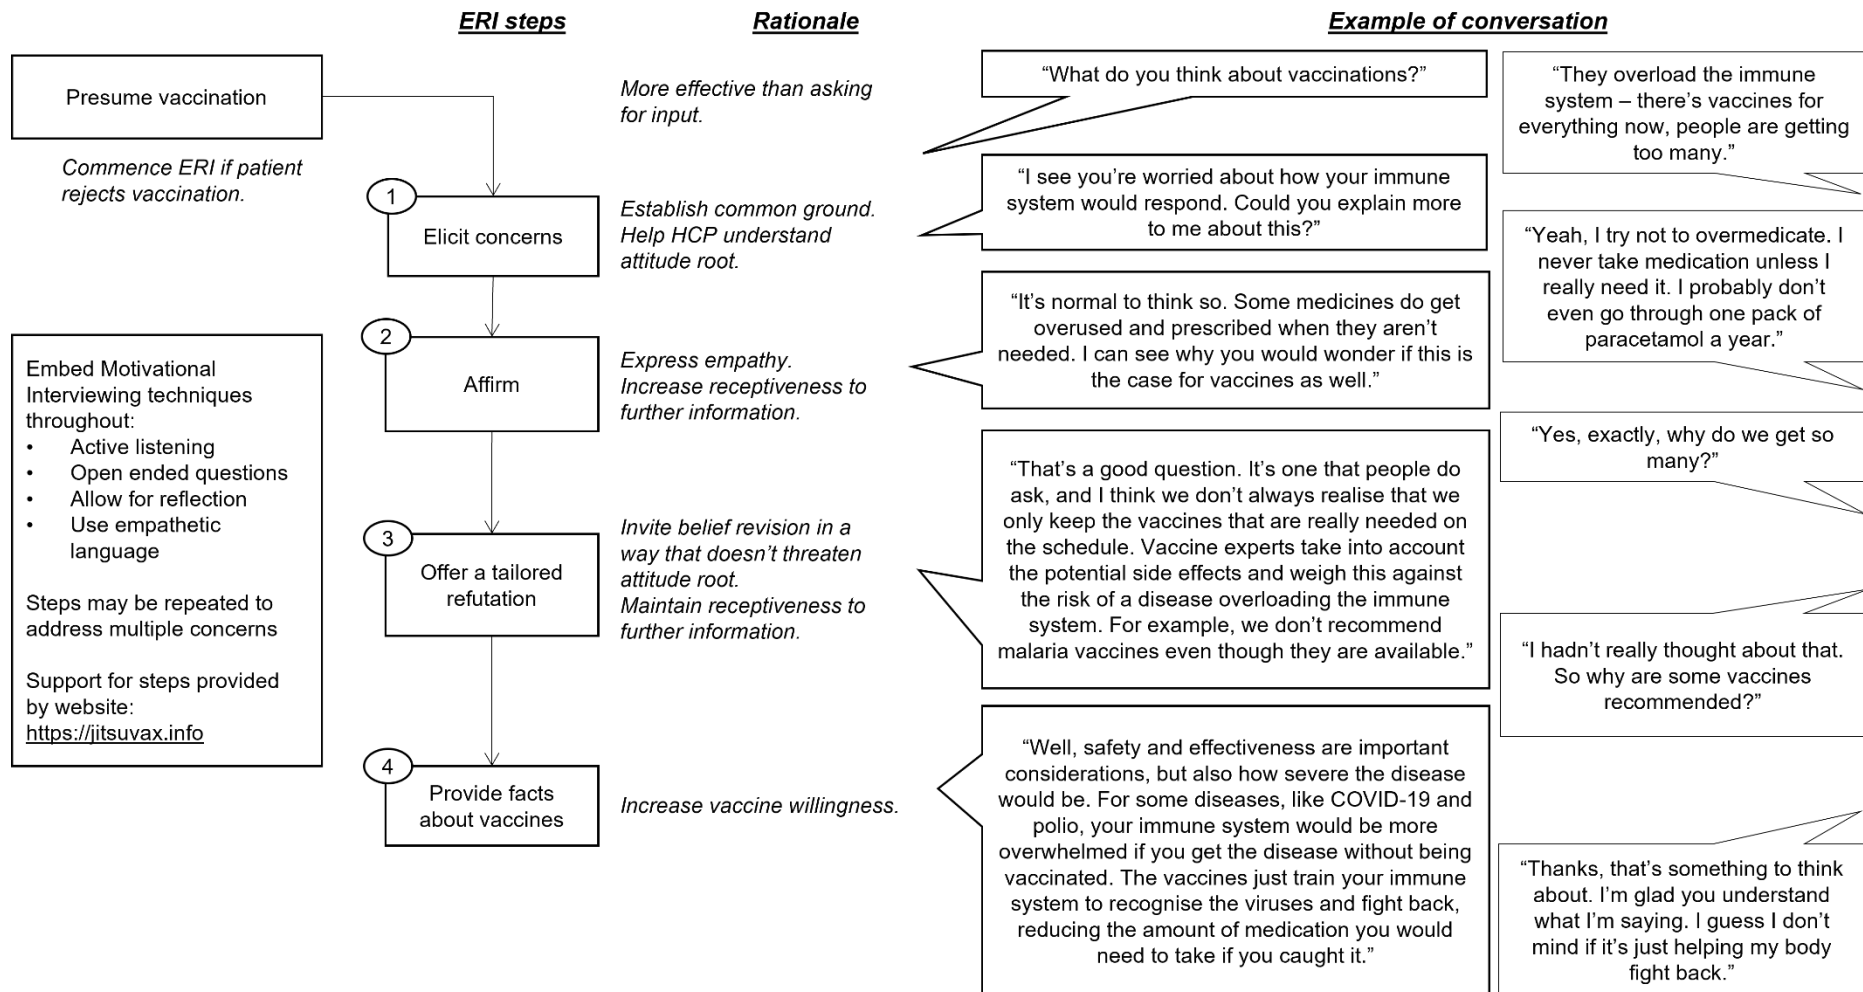 ERI steps
Rationale
Example of conversation
Presume vaccination
Commence ERI if patient
rejects vaccination.
More effective than asking
for input.
1
Elicit concerns
Establish common ground.
Help HCP understand
attitude root.
2
Affirm
Express empathy.
Increase receptiveness to
further information.
3
Offer a tailored
refutation
Invite belief revision in a
way that doesn’t threaten
attitude root.
Maintain receptiveness to
further information.
4
Provide facts
about vaccines
Increase vaccine willingness.
Embed Motivational
Interviewing techniques
throughout:
• Active listening
• Open ended questions
• Allow for reflection
• Use empathetic
language
Steps may be repeated to
address multiple concerns
Support for steps provided
by website:
https://jitsuvax.info
“What do you think about vaccinations?”
“They overload the immune
system – there’s vaccines for
everything now, people are getting
too many.”
“I see you’re worried about how your immune
system would respond. Could you explain more
to me about this?”
“Yeah, I try not to overmedicate. I
never take medication unless I
really need it. I probably don’t
even go through one pack of
paracetamol a year.”
“It’s normal to think so. Some medicines do get
overused and prescribed when they aren’t
needed. I can see why you would wonder if this is
the case for vaccines as well.”
“Yes, exactly, why do we get so
many?”
“That’s a good question. It’s one that people do
ask, and I think we don’t always realise that we
only keep the vaccines that are really needed on
the schedule. Vaccine experts take into account
the potential side effects and weigh this against
the risk of a disease overloading the immune
system. For example, we don’t recommend
malaria vaccines even though they are available.”
“I hadn’t really thought about that.
So why are some vaccines
recommended?”
“Well, safety and effectiveness are important
considerations, but also how severe the disease
would be. For some diseases, like COVID-19 and
polio, your immune system would be more
overwhelmed if you get the disease without being
vaccinated. The vaccines just train your immune
system to recognise the viruses and fight back,
reducing the amount of medication you would
need to take if you caught it.”
“Thanks, that’s something to think
about. I’m glad you understand
what I’m saying. I guess I don’t
mind if it’s just helping my body
fight back.”